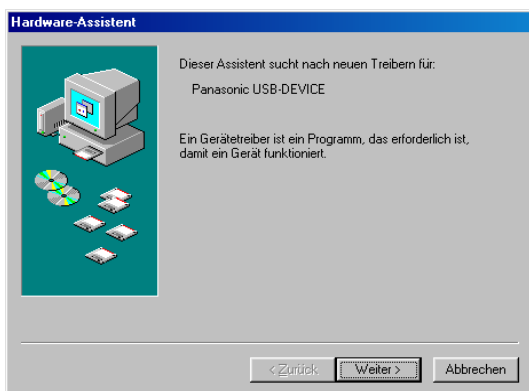 Hardware-Assistent
Dieser Assistent sucht nach neuen Treibern für:
Panasonic USB-DEVICE
Ein Gerätetreiber ist ein Programm, das erforderlich ist,
damit ein Gerät funktioniert.
< Zurück
Weiter >
Abbrechen